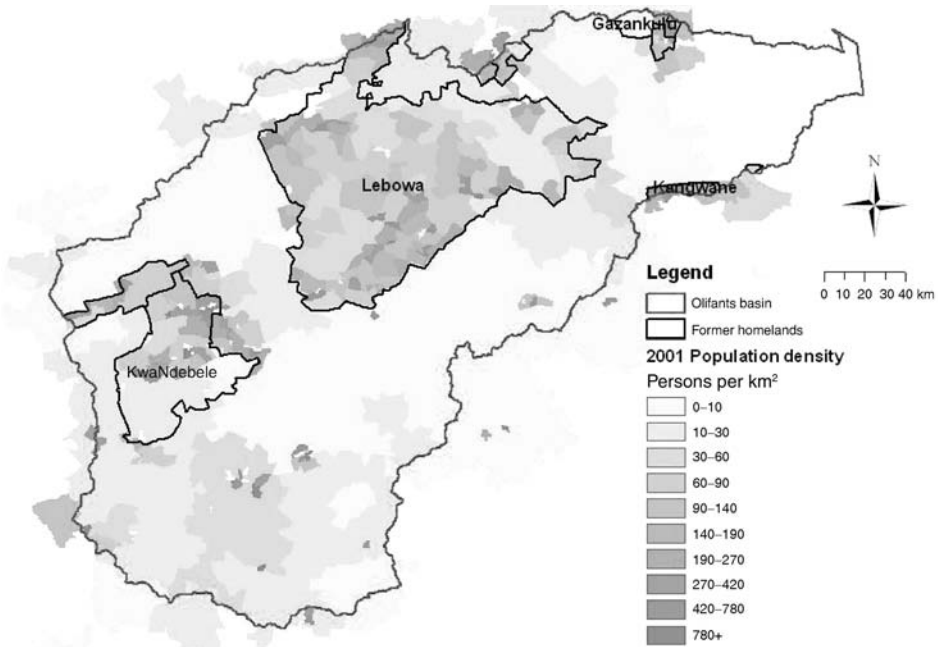 Gazankulu
Lebowa
Kangwane
KwaNdebele
N
0 10 20 30 40 km
Legend
Olifants basin
Former homelands
2001 Population density
Persons per km²
0–10
10–30
30–60
60–90
90–140
140–190
190–270
270–420
420–780
780+